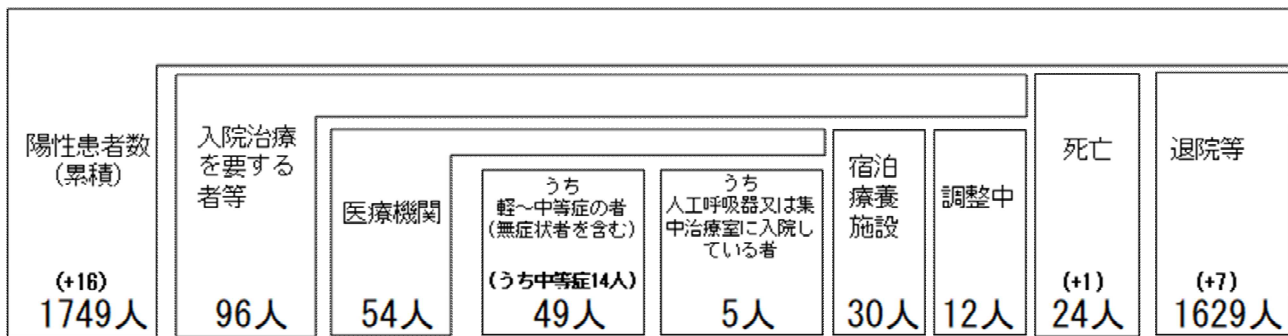 陽性患者数
(累積)
(+16)
1749人
入院治療
を要する
者等
96人
医療機関
54人
うち
軽～中等症の者
(無症状者を含む)
(うち中等症14人)
49人
うち
人工呼吸器又は集
中治療室に入院し
ている者
5人
宿泊
療養
施設
30人
調整中
12人
死亡
(+1)
24人
退院等
(+7)
1629人